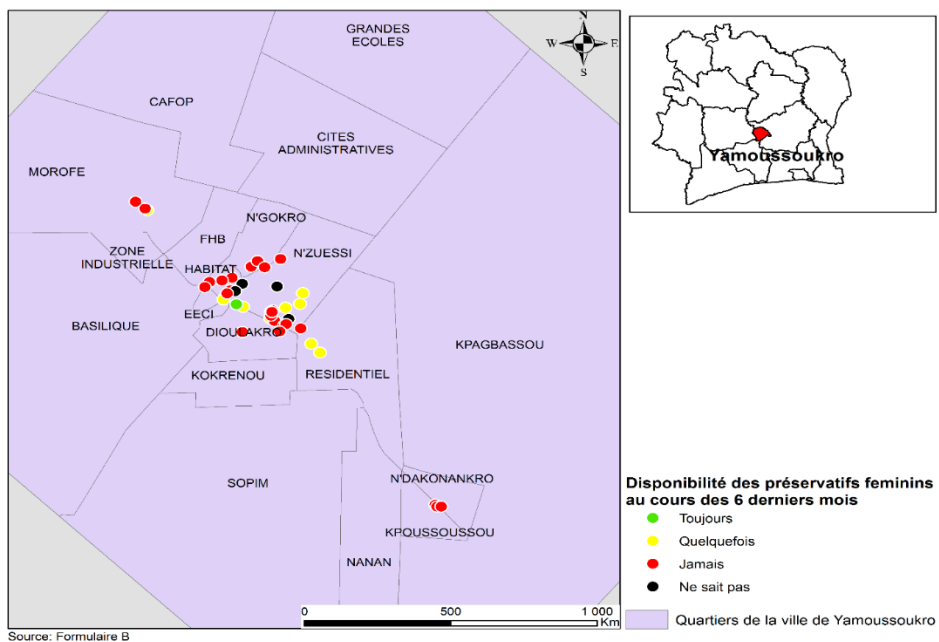 GRANDES
ECOLES
N
W E
S
CAFOP
CITES
ADMINISTRATIVES
MOROFE
N'GOKRO
FHB
N'ZUESSI
ZONE
INDUSTRIELLE
HABITAT
EECI
BASILIQUE
DIOULAKRO
KPAGBASSOU
KOKRENOU
RESIDENTIEL
SOPIM
N'DAKONANKRO
KPOUSSOUSSOU
NANAN
0 500 1 000
Km
Source: Formulaire B
Yamoussoukro
Disponibilité des préservatifs feminins
au cours des 6 derniers mois
Toujours
Quelquefois
Jamais
Ne sait pas
Quartiers de la ville de Yamoussoukro